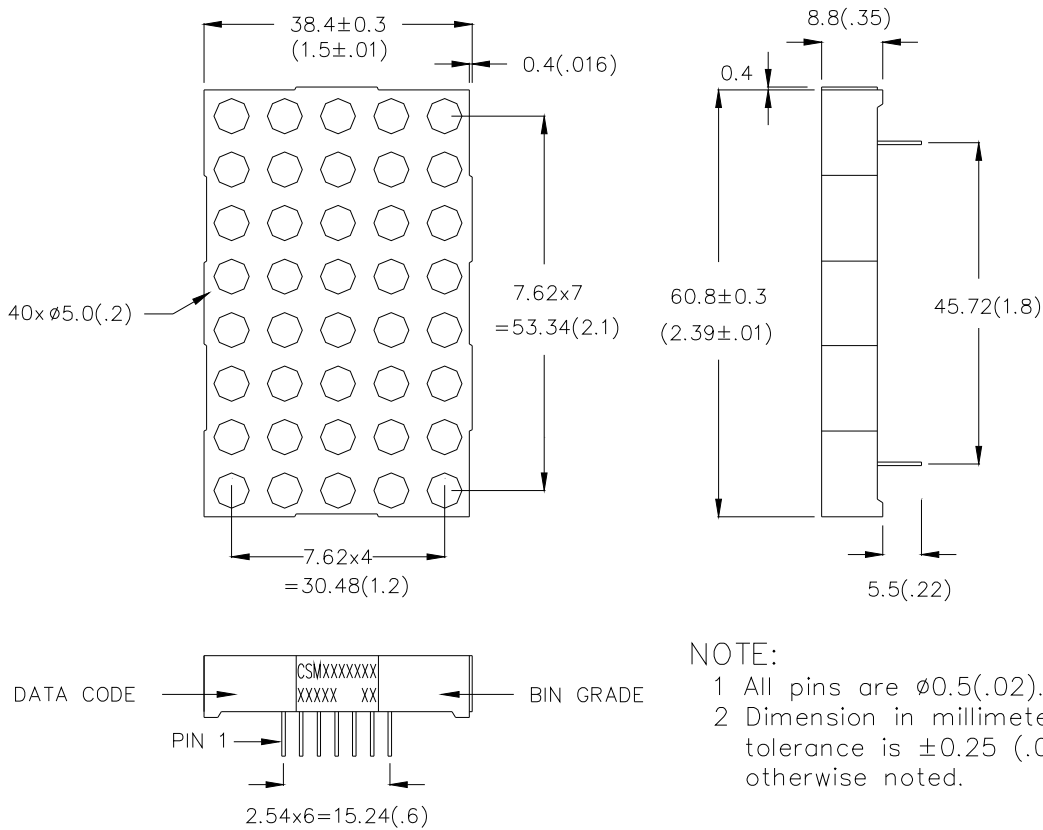 38.4±0.3
(1.5±.01)
0.4(.016)
8.8(.35)
0.4
40xø5.0(.2)
7.62x7
=53.34(2.1)
60.8±0.3
(2.39±.01)
45.72(1.8)
7.62x4
=30.48(1.2)
5.5(.22)
DATA CODE
CSMXXXXXXX
XXXXX XX
BIN GRADE
PIN 1
2.54x6=15.24(.6)
NOTE:
1 All pins are ø0.5(.02).
2 Dimension in millimete
tolerance is ±0.25 (.0
otherwise noted.